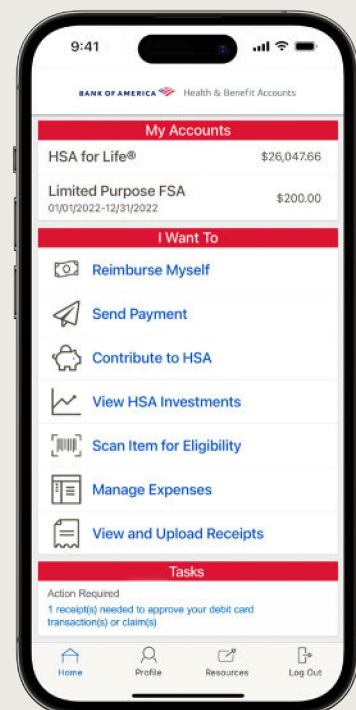 9:41
BANK OF AMERICA Health & Benefit Accounts
My Accounts
HSA for Life® $26,047.66
Limited Purpose FSA
01/01/2022-12/31/2022 $200.00
I Want To
Reimburse Myself
Send Payment
Contribute to HSA
View HSA Investments
Scan Item for Eligibility
Manage Expenses
View and Upload Receipts
Tasks
Action Required
1 receipt(s) needed to approve your debit card
transaction(s) or claim(s)
Home Profile Resources Log Out